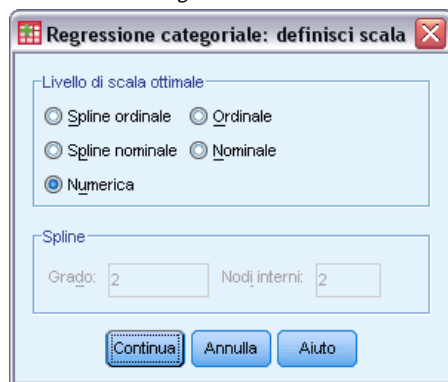 Regressione categoriale: definisci scala
Livello di scala ottimale
Spline ordinale Ordinale
Spline nominale Nominale
Numerica
Spline
Grado: 2 Nodi interni: 2
Continua Annulla Aiuto